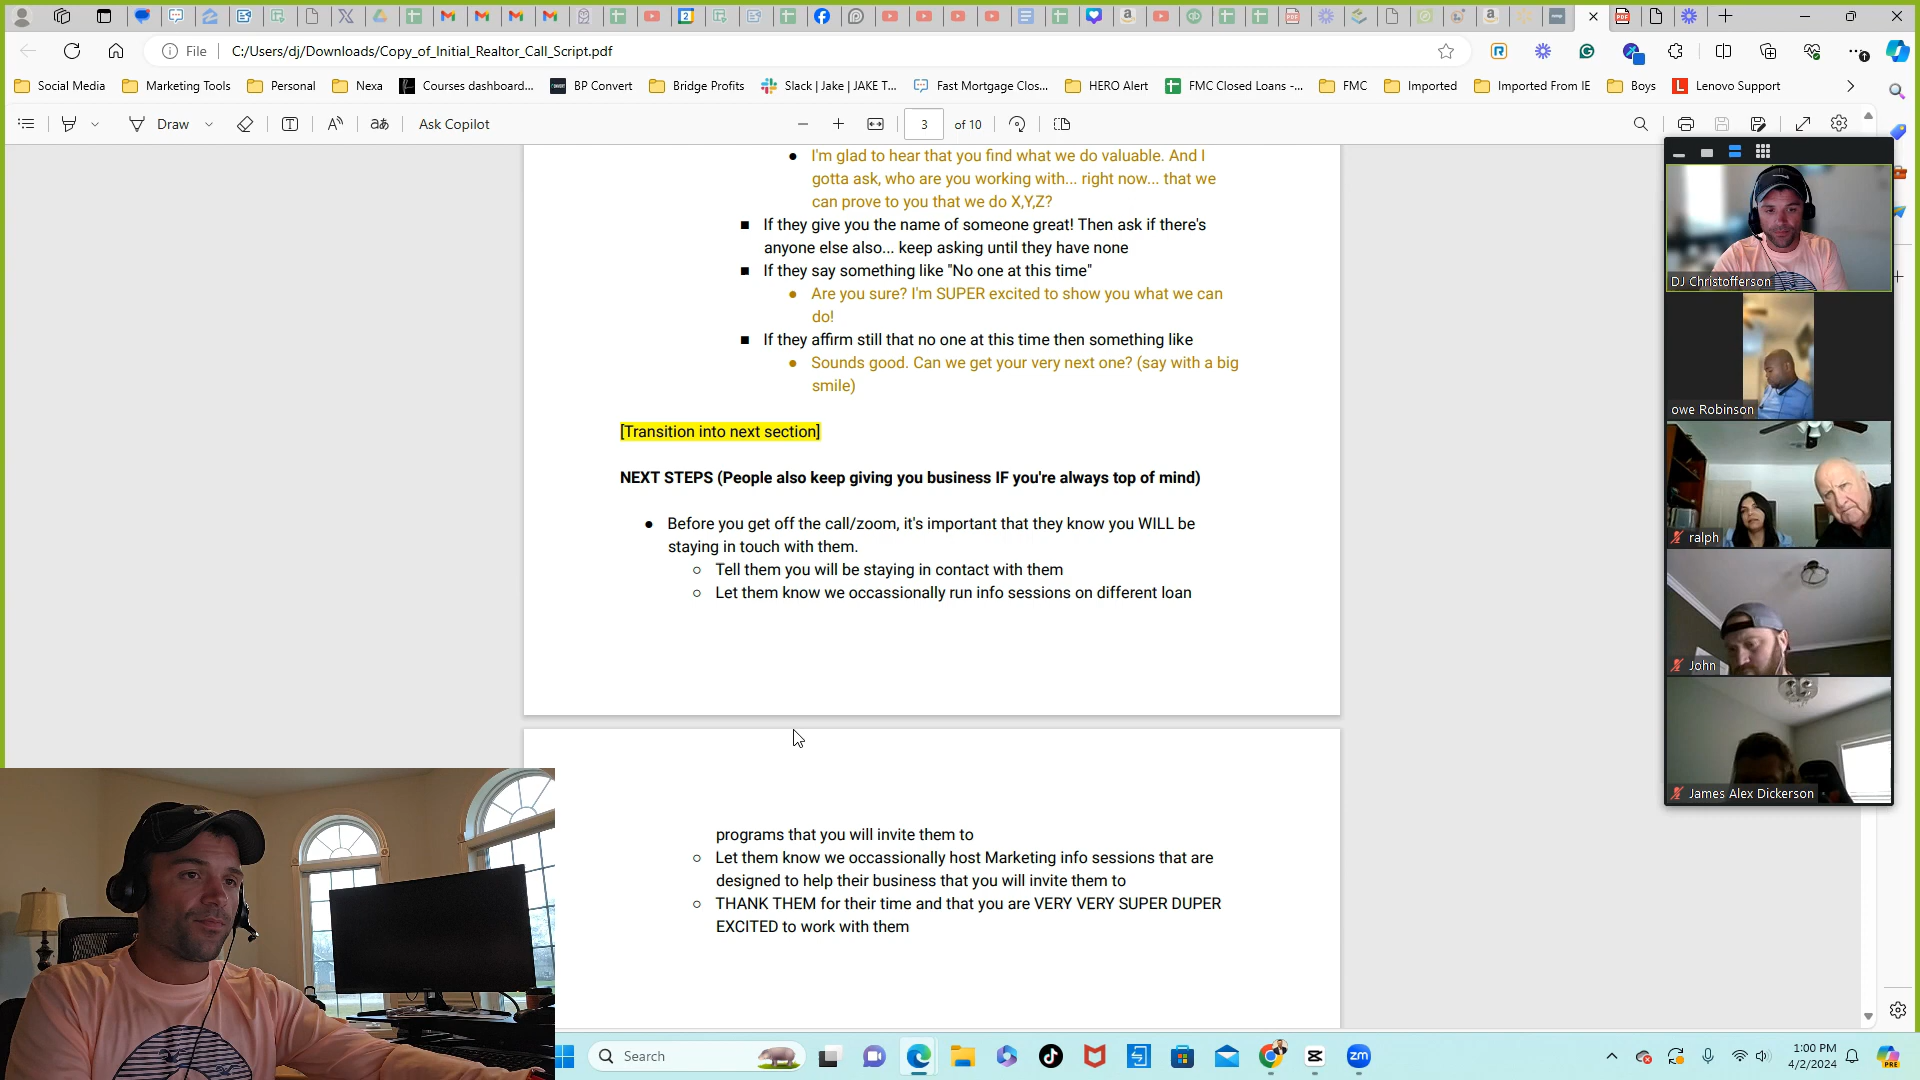 File
C:/Users/dj/Downloads/Copy_of_Initial_Realtor_Call_Script.pdf
Social Media
Marketing Tools
Personal
Nexa
Courses dashboard...
BP Convert
Bridge Profits
Slack | Jake | JAKE T...
Fast Mortgage Clos...
HERO Alert
FMC Closed Loans -...
FMC
Imported
Imported From IE
Boys
Lenovo Support
Draw
Ask Copilot
3
of 10
I'm glad to hear that you find what we do valuable. And I
gotta ask, who are you working with... right now... that we
can prove to you that we do X,Y,Z?
If they give you the name of someone great! Then ask if there's
anyone else also... keep asking until they have none
If they say something like "No one at this time"
Are you sure? I'm SUPER excited to show you what we can
do!
If they affirm still that no one at this time then something like
Sounds good. Can we get your very next one? (say with a big
smile)
[Transition into next section]
NEXT STEPS (People also keep giving you business IF you're always top of mind)
Before you get off the call/zoom, it's important that they know you WILL be
staying in touch with them.
Tell them you will be staying in contact with them
Let them know we occassionally run info sessions on different loan
programs that you will invite them to
Let them know we occassionally host Marketing info sessions that are
designed to help their business that you will invite them to
THANK THEM for their time and that you are VERY VERY SUPER DUPER
EXCITED to work with them
DJ Christofferson
owe Robinson
ralph
John
James Alex Dickerson
Search
zm
1:00 PM
4/2/2024
PRE